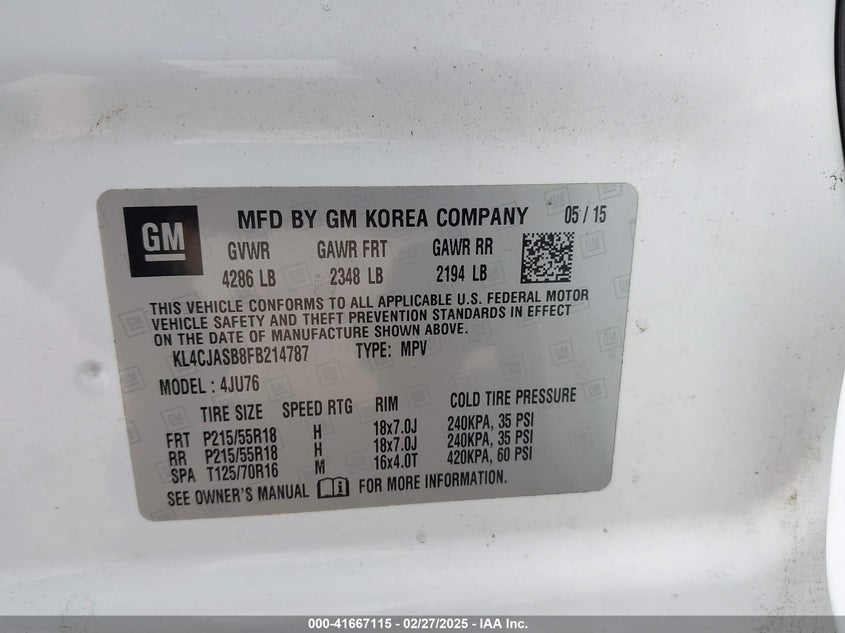 GM
MFD BY GM KOREA COMPANY 05 / 15
GVWR GAWR FRT GAWR RR
4286 LB 2348 LB 2194 LB
THIS VEHICLE CONFORMS TO ALL APPLICABLE U.S. FEDERAL MOTOR
VEHICLE SAFETY AND THEFT PREVENTION STANDARDS IN EFFECT
ON THE DATE OF MANUFACTURE SHOWN ABOVE.
KL4CJASB8FB214787 TYPE: MPV
MODEL : 4JU76
TIRE SIZE SPEED RTG RIM COLD TIRE PRESSURE
FRT P215/55R18 H 18x7.0J 240KPA, 35 PSI
RR P215/55R18 H 18x7.0J 240KPA, 35 PSI
SPA T125/70R16 M 16x4.0T 420KPA, 60 PSI
SEE OWNER'S MANUAL FOR MORE INFORMATION.
000-41667115 - 02/27/2025 - IAA Inc.